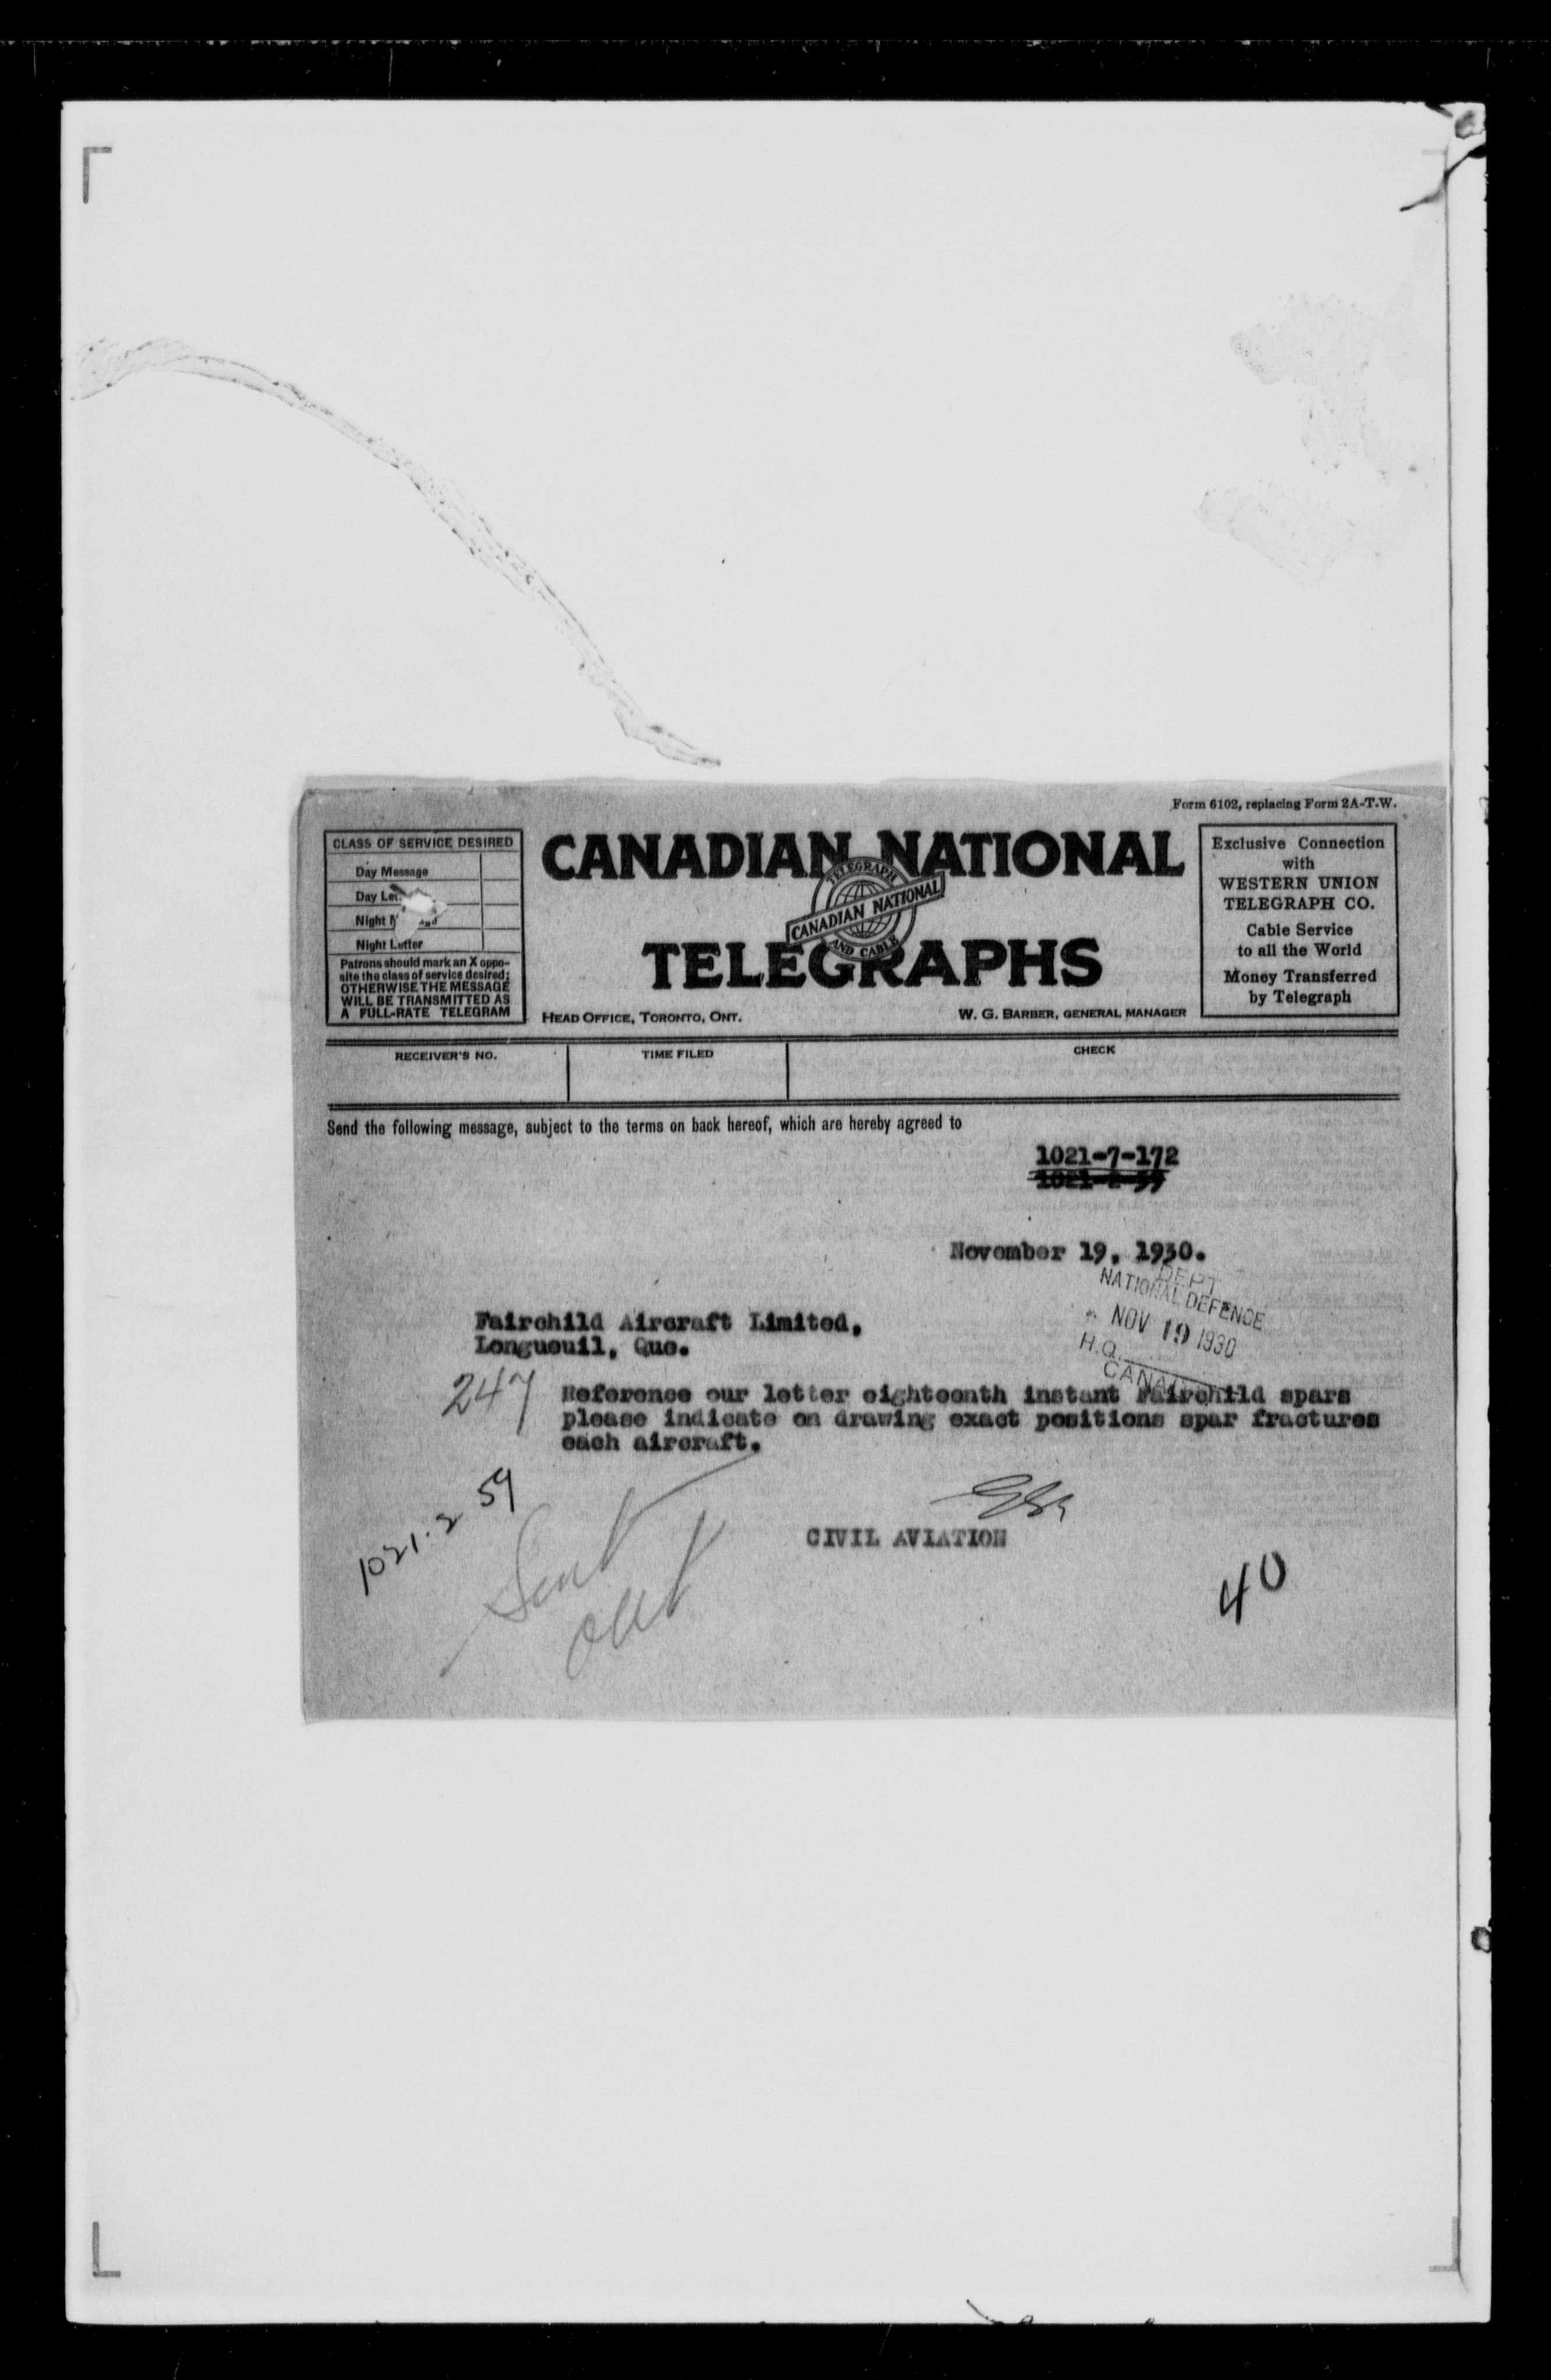 Form 6102, replacing Form 2A-T.W.
CLASS OF SERVICE DESIRED
Day Message
Day Let
Night
Night Letter
Patrons should mark an X oppo-
site the class of service desired;
OTHERWISE THE MESSAGE
WILL BE TRANSMITTED AS
A FULL-RATE TELEGRAM
CANADIAN NATIONAL
TELEGRAPH
CANADIAN NATIONAL
AND CABLE
TELEGRAPHS
HEAD OFFICE, TORONTO, ONT.
W. G. BARBER, GENERAL MANAGER
Exclusive Connection
with
WESTERN UNION
TELEGRAPH CO.
Cable Service
to all the World
Money Transferred
by Telegraph
RECEIVER'S NO.
TIME FILED
CHECK
Send the following message, subject to the terms on back hereof, which are hereby agreed to
1021-7-172
November 19, 1930.
DEPT
NATIONAL DEFENCE
NOV 19 1930
H.Q.
CANA
Fairchild Aircraft Limited,
Longueuil, Que.
247
Reference our letter eighteenth instant Fairchild spars
please indicate on drawing exact positions spar fractures
each aircraft.
1021.2 59
Sent
out
CIVIL AVIATION
40